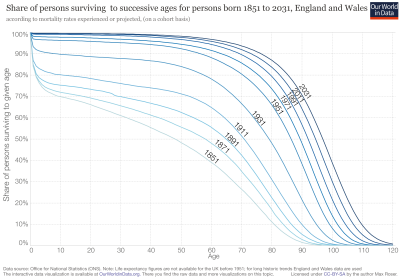 Share of persons surviving to successive ages for persons born 1851 to 2031, England and Wales
according to mortality rates experienced or projected, (on a cohort basis)
Our World
in Data
Share of persons surviving to given age
100%
90%
80%
70%
60%
50%
40%
30%
20%
10%
0%
2031
2011
1991
1971
1951
1931
1911
1891
1871
1851
0 10 20 30 40 50 60 70 80 90 100 110 120
Age
Data source: Office for National Statistics (ONS). Note: Life expectancy figures are not available for the UK before 1951; for long historic trends England and Wales data are used
The interactive data visualization is available at OurWorldinData.org. There you find the raw data and more visualizations on this topic.
Licensed under CC-BY-SA by the author Max Roser.